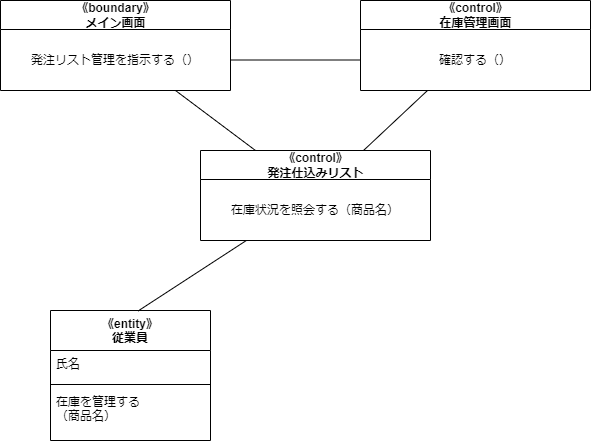 《boundary》
メイン画面
発注リスト管理を指示する（）
《control》
在庫管理画面
確認する（）
《control》
発注仕込みリスト
在庫状況を照会する（商品名）
《entity》
従業員
氏名
在庫を管理する
（商品名）